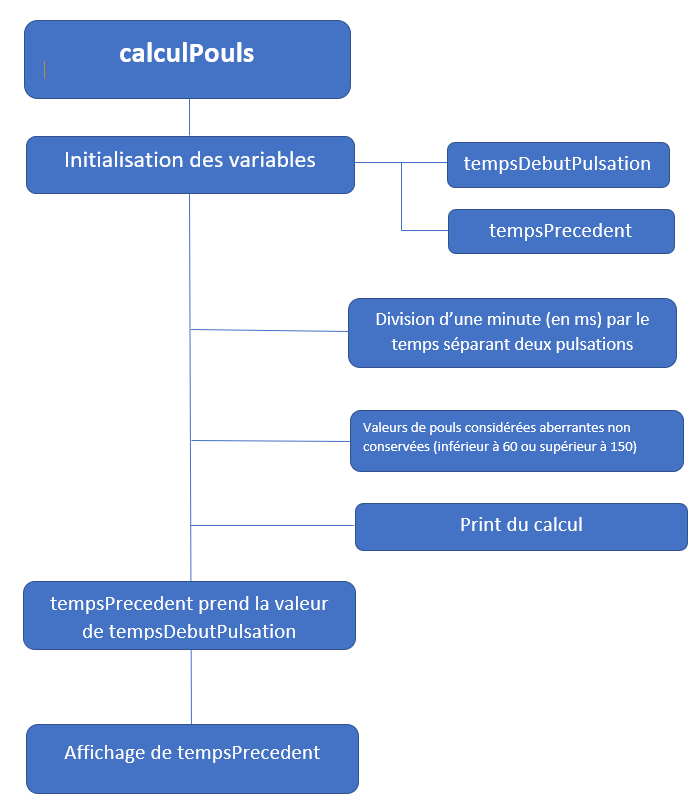 calculPouls
Initialisation des variables
tempsDebutPulsation
tempsPrecedent
Division d’une minute (en ms) par le
temps séparant deux pulsations
Valeurs de pouls considérées aberrantes non
conservées (inférieur à 60 ou supérieur à 150)
Print du calcul
tempsPrecedent prend la valeur
de tempsDebutPulsation
Affichage de tempsPrecedent